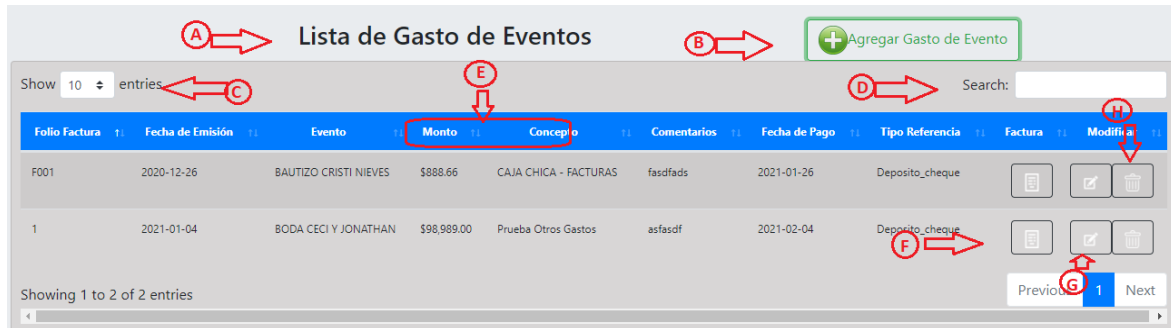 A Lista de Gasto de Eventos B Agregar Gasto de Evento
Show 10 entries C E D Search:
H
Folio Factura Fecha de Emisión Evento Monto Concepto Comentarios Fecha de Pago Tipo Referencia Factura Modificar
F001 2020-12-26 BAUTIZO CRISTI NIEVES $888.66 CAJA CHICA - FACTURAS fasdfads 2021-01-26 Deposito_cheque
1 2021-01-04 BODA CECI Y JONATHAN $98,989.00 Prueba Otros Gastos asfasdf 2021-02-04 Deposito_cheque
F
G
Showing 1 to 2 of 2 entries Previous 1 Next